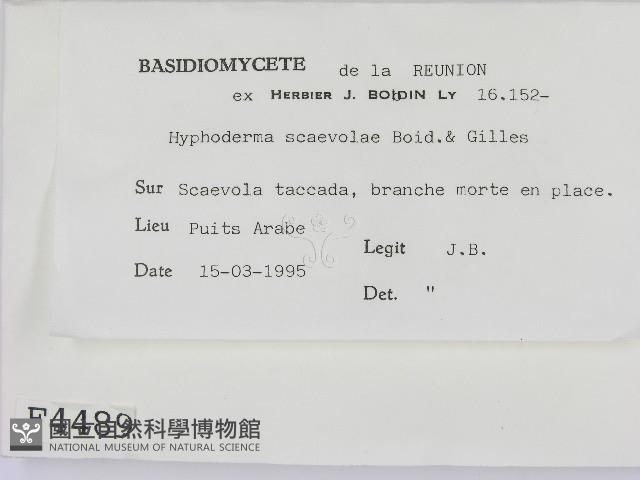 BASIDIOMYCETE de la REUNION
ex HERBIER J. BOIDIN LY 16.152-
Hyphoderma scaevolae Boid.& Gilles
Sur Scaevola taccada, branche morte en place.
Lieu Puits Arabe
Legit J.B.
Date 15-03-1995
Det. "
F4489
國立自然科學博物館
NATIONAL MUSEUM OF NATURAL SCIENCE